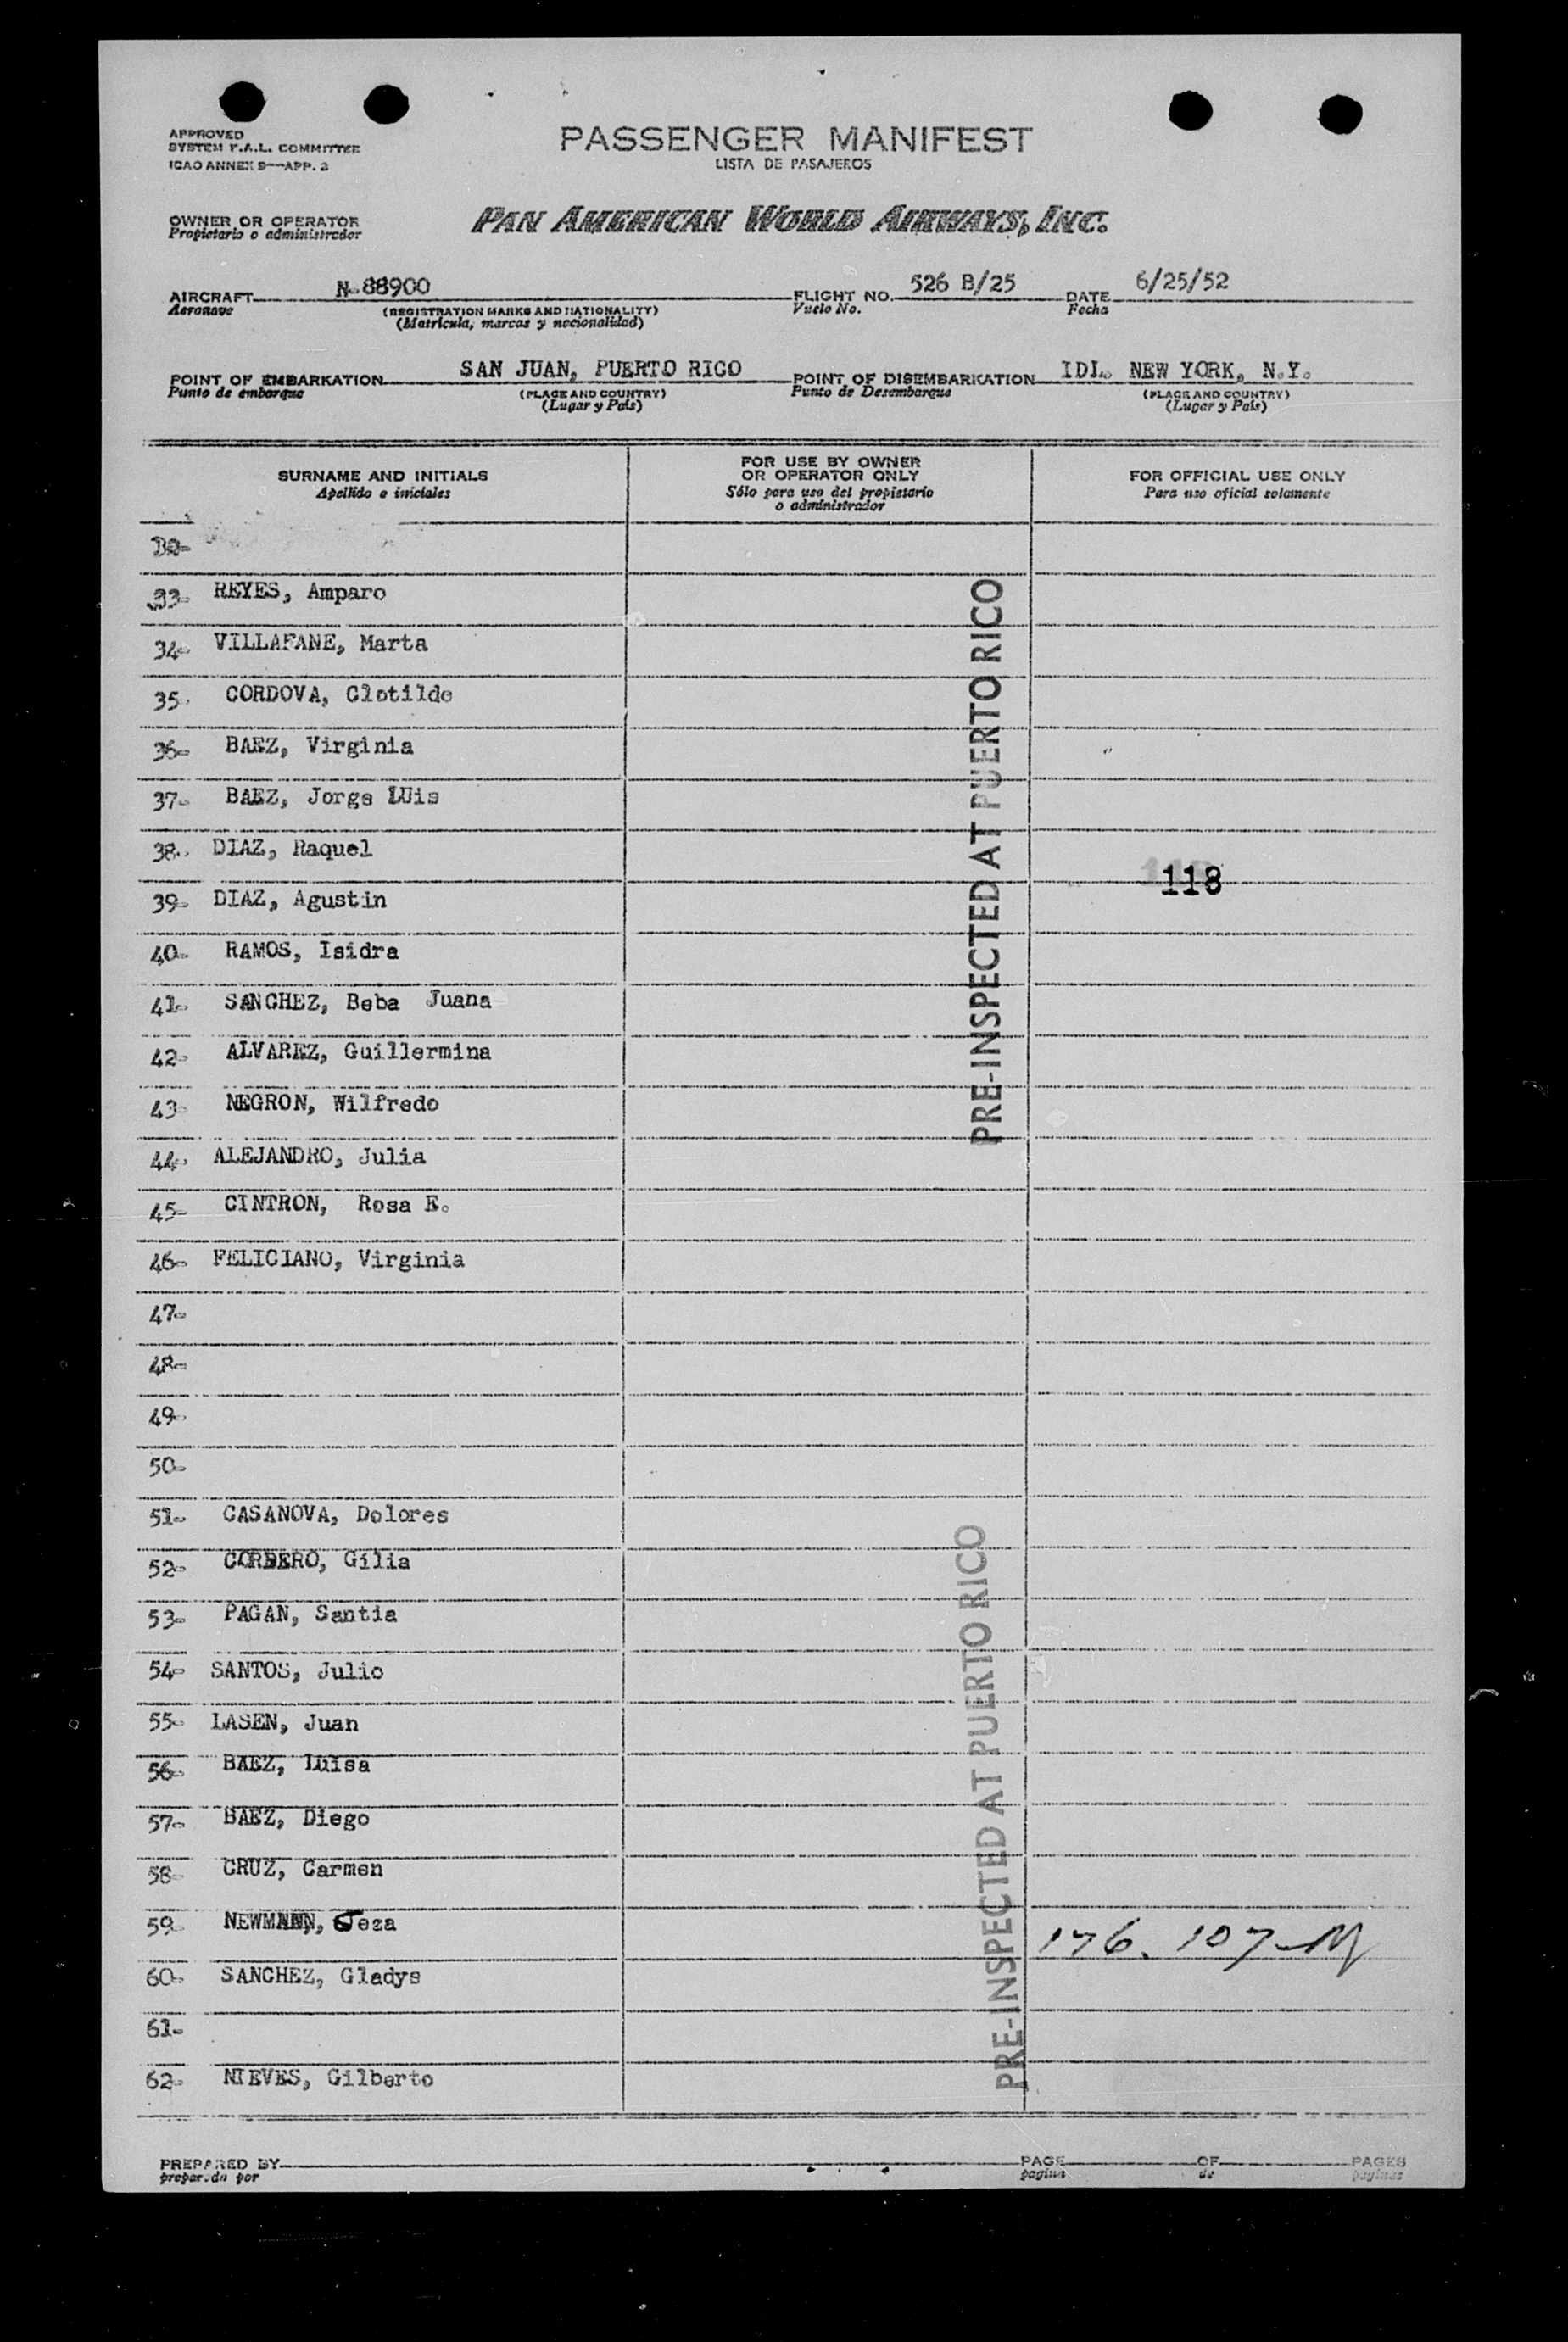 APPROVED
SYSTEM F.A.L. COMMITTEE
ICAO ANNEX 9—APP. 2
PASSENGER MANIFEST
LISTA DE PASAJEROS
OWNER OR OPERATOR
Propietario o administrador
PAN AMERICAN WORLD AIRWAYS, INC.
AIRCRAFT N-88900 FLIGHT NO. 526 B/25 DATE 6/25/52
Aeronave (REGISTRATION MARKS AND NATIONALITY) Vuelo No. Fecha
(Matrícula, marcas y nacionalidad)
POINT OF EMBARKATION SAN JUAN, PUERTO RICO POINT OF DISEMBARKATION IDL. NEW YORK, N.Y.
Punto de embarque (PLACE AND COUNTRY) Punto de Desembarque (PLACE AND COUNTRY)
(Lugar y País) (Lugar y País)
SURNAME AND INITIALS
Apellido e iniciales
FOR USE BY OWNER
OR OPERATOR ONLY
Sólo para uso del propietario
o administrador
FOR OFFICIAL USE ONLY
Para uso oficial solamente
33- REYES, Amparo
34- VILLAFANE, Marta
35- CORDOVA, Clotilde
36- BAEZ, Virginia
37- BAEZ, Jorge LUis
38- DIAZ, Raquel
118
39- DIAZ, Agustin
40- RAMOS, Isidra
41- SANCHEZ, Beba Juana
42- ALVAREZ, Guillermina
43- NEGRON, Wilfredo
44- ALEJANDRO, Julia
45- CINTRON, Rosa E.
46- FELICIANO, Virginia
47-
48-
49-
50-
51- CASANOVA, Dolores
52- CORDERO, Gilia
53- PAGAN, Santia
54- SANTOS, Julio
55- LASEN, Juan
56- BAEZ, Luisa
57- BAEZ, Diego
58- CRUZ, Carmen
59- NEWMANN, Geza 176. 107-M
60- SANCHEZ, Gladys
61-
62- NIEVES, Gilberto
PRE-INSPECTED AT PUERTO RICO
PRE-INSPECTED AT PUERTO RICO
PREPARED BY PAGE OF PAGES
preparado por página de páginas